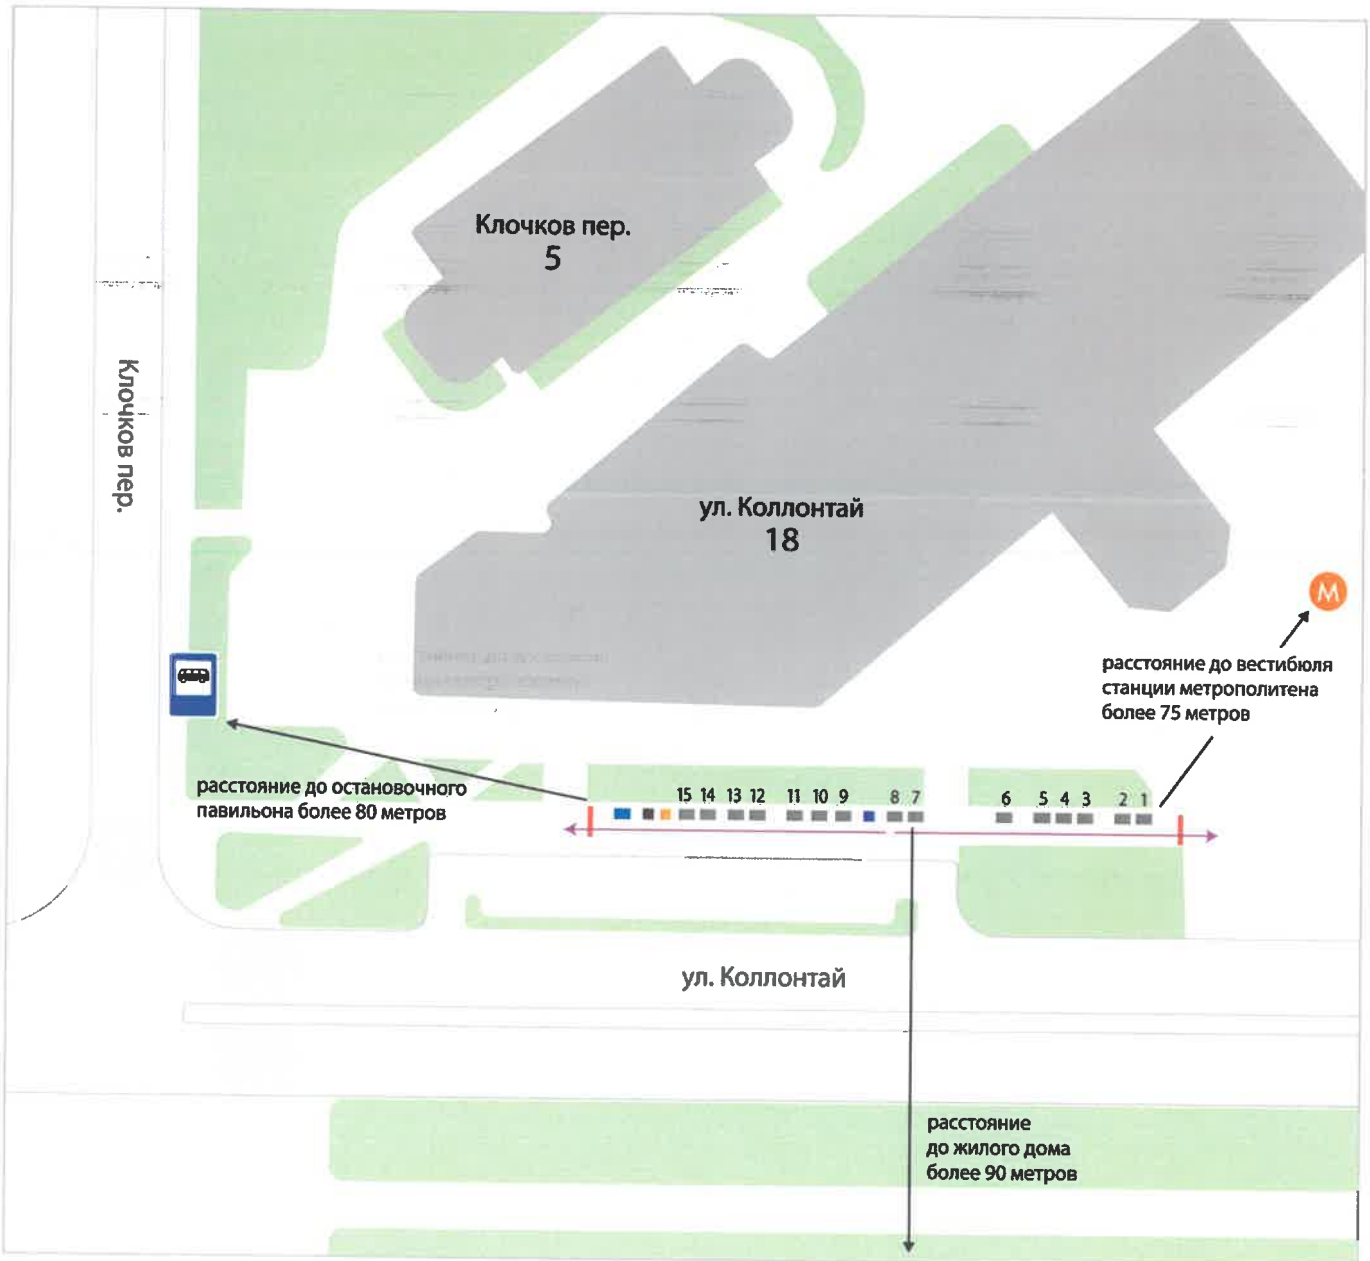 Клочков пер.
5
Клочков пер.
ул. Коллонтай
18
М
расстояние до вестибюля
станции метрополитена
более 75 метров
расстояние до остановочного
павильона более 80 метров
15 14 13 12 11 10 9 8 7 6 5 4 3 2 1
ул. Коллонтай
расстояние
до жилого дома
более 90 метров